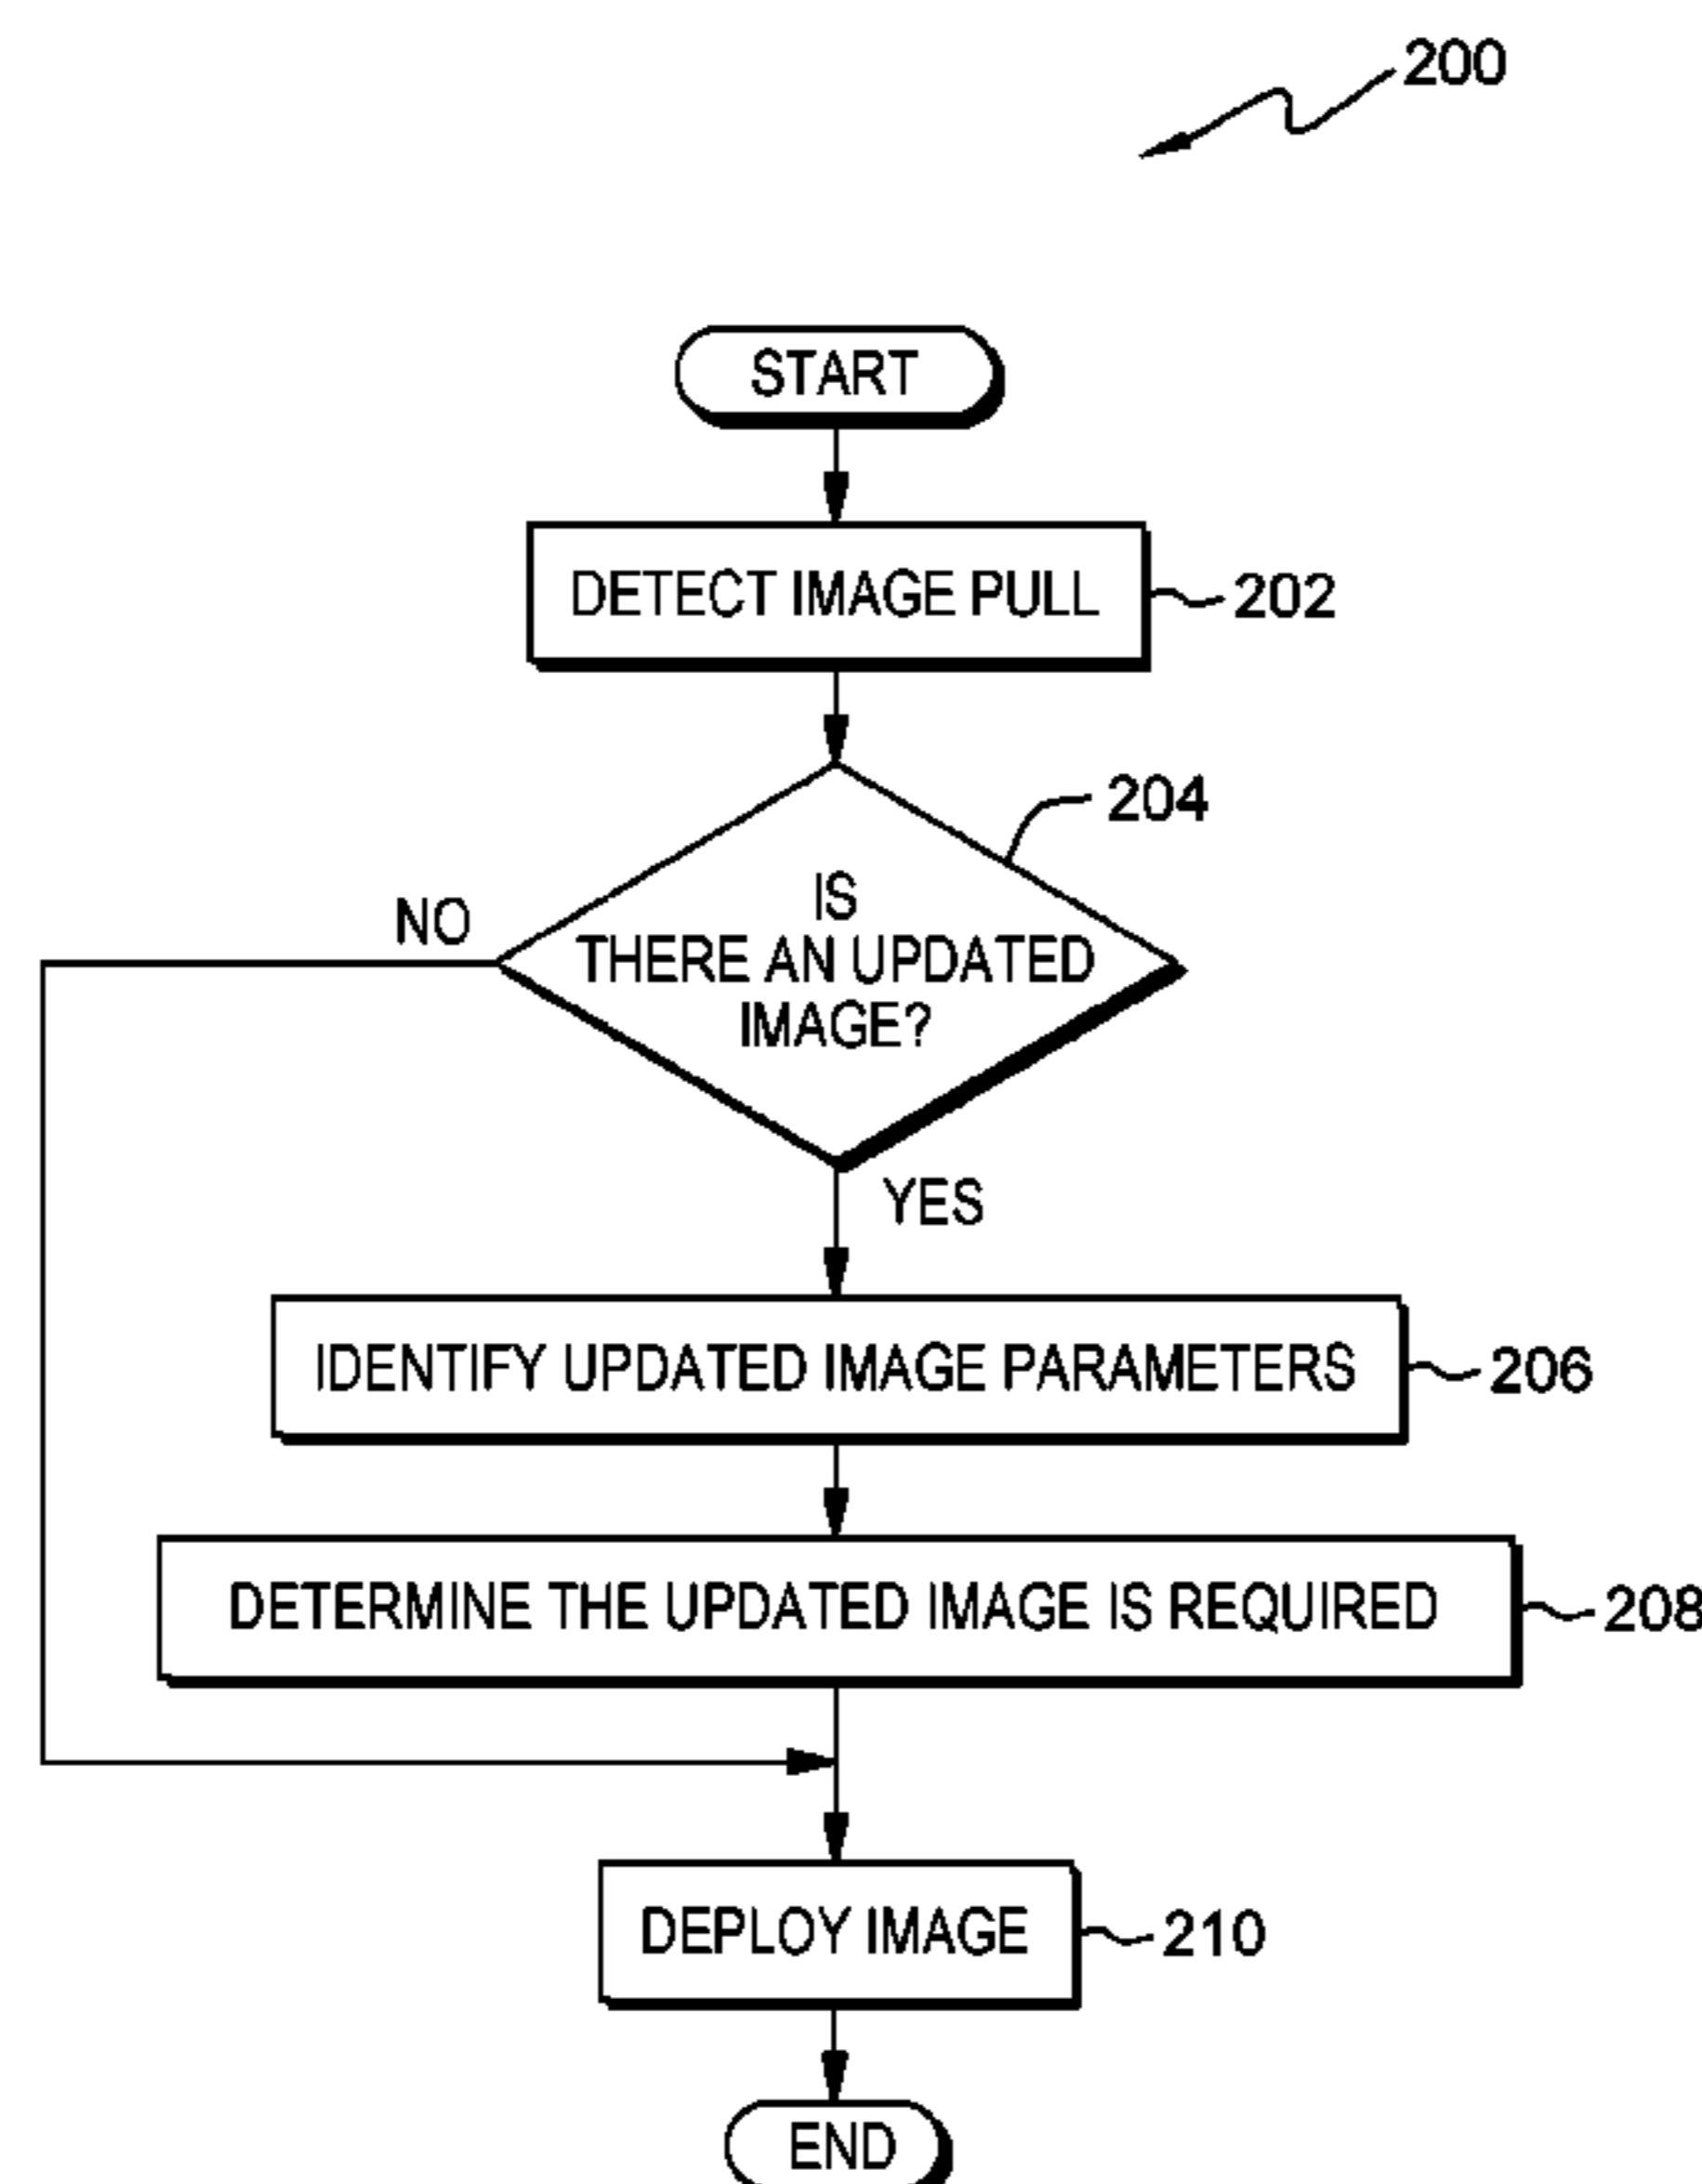 200
START
DETECT IMAGE PULL
202
204
IS
THERE AN UPDATED
IMAGE?
NO
YES
IDENTIFY UPDATED IMAGE PARAMETERS
206
DETERMINE THE UPDATED IMAGE IS REQUIRED
208
DEPLOY IMAGE
210
END